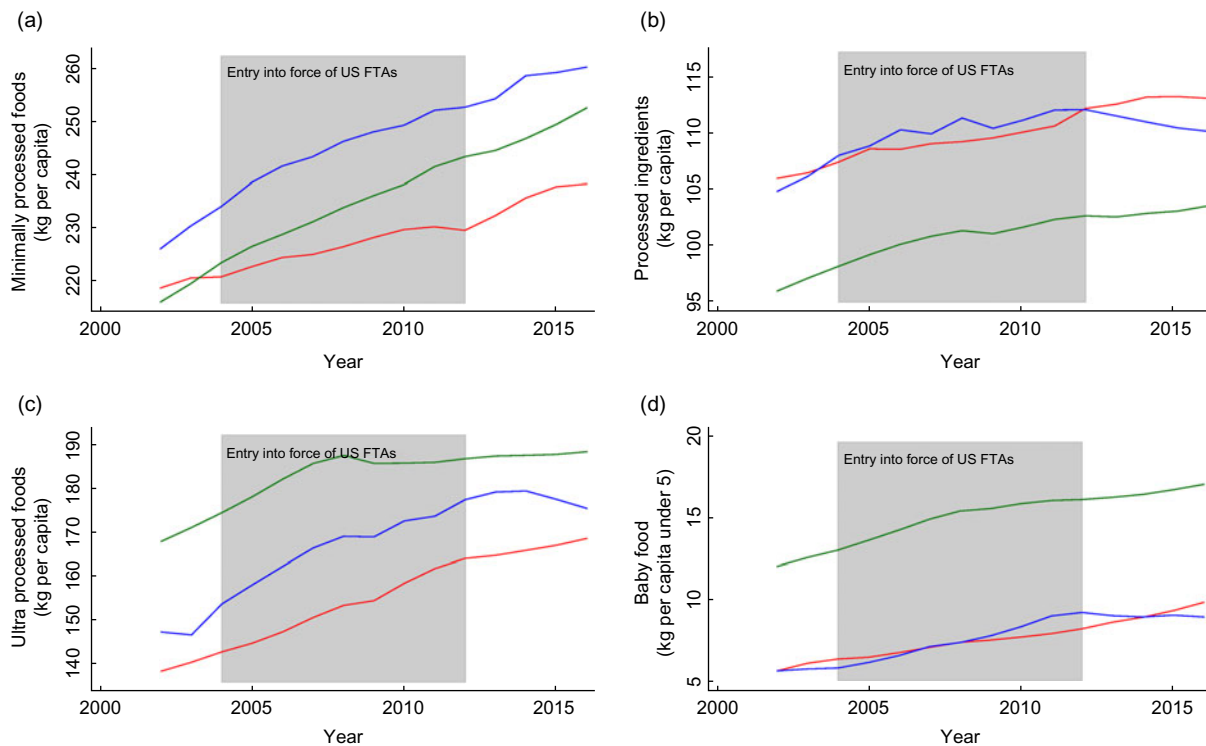 (a)
Minimally processed foods
(kg per capita)
260
250
240
230
220
Entry into force of US FTAs
2000
2005
2010
2015
Year
(b)
Processed ingredients
(kg per capita)
115
110
105
100
95
Entry into force of US FTAs
2000
2005
2010
2015
Year
(c)
Ultra processed foods
(kg per capita)
190
180
170
160
150
140
Entry into force of US FTAs
2000
2005
2010
2015
Year
(d)
Baby food
(kg per capita under 5)
20
15
10
5
Entry into force of US FTAs
2000
2005
2010
2015
Year